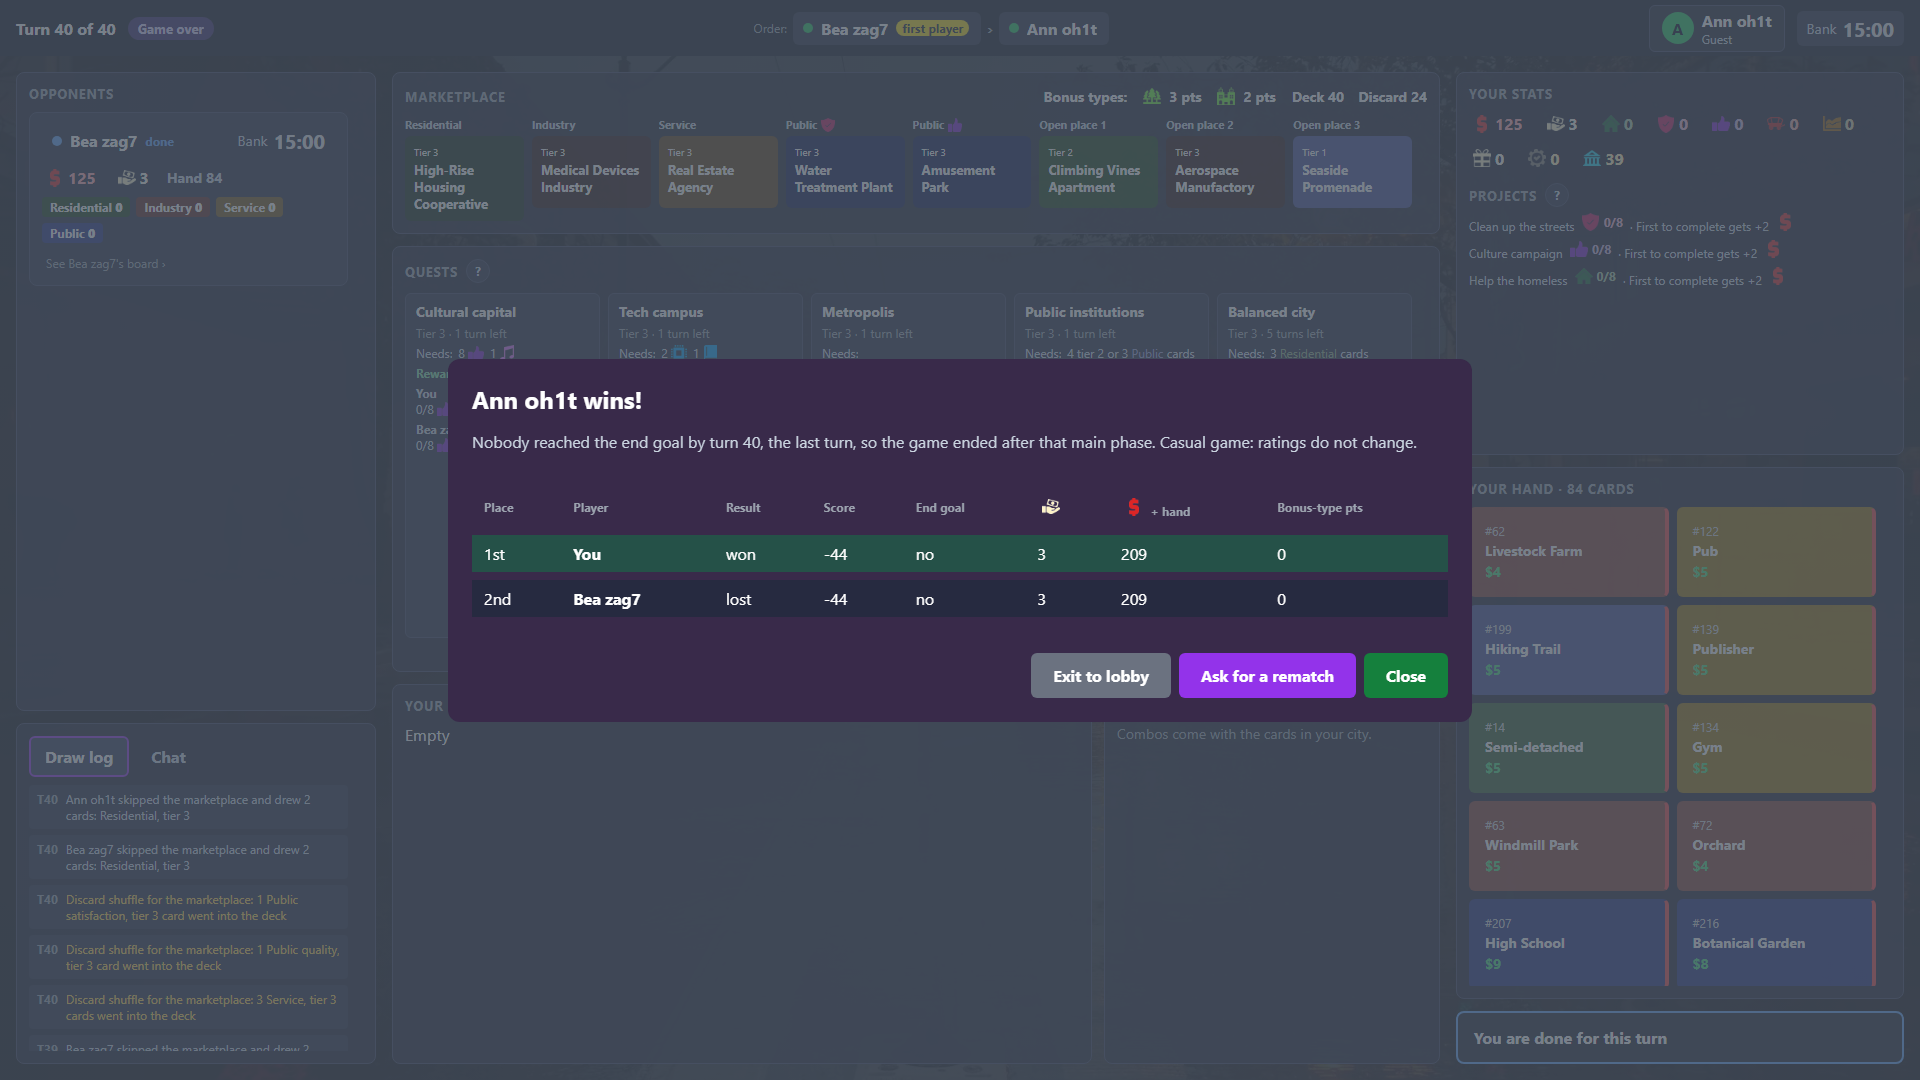 Turn 40 of 40 Game over
Order: Bea zag7 first player › Ann oh1t
A Ann oh1t
Guest
Bank 15:00
OPPONENTS
Bea zag7 done Bank 15:00
125 3 Hand 84
Residential 0 Industry 0 Service 0
Public 0
See Bea zag7's board ›
MARKETPLACE
Bonus types: 3 pts 2 pts Deck 40 Discard 24
Residential
Tier 3
High-Rise
Housing
Cooperative
Industry
Tier 3
Medical Devices
Industry
Service
Tier 3
Real Estate
Agency
Public
Tier 3
Water
Treatment Plant
Public
Tier 3
Amusement
Park
Open place 1
Tier 2
Climbing Vines
Apartment
Open place 2
Tier 3
Aerospace
Manufactory
Open place 3
Tier 1
Seaside
Promenade
QUESTS ?
Cultural capital
Tier 3 · 1 turn left
Needs: 8 1
Rewar
You
0/8
Bea za
0/8
Tech campus
Tier 3 · 1 turn left
Needs: 2 1
Metropolis
Tier 3 · 1 turn left
Needs:
Public institutions
Tier 3 · 1 turn left
Needs: 4 tier 2 or 3 Public cards
Balanced city
Tier 3 · 5 turns left
Needs: 3 Residential cards
YOUR STATS
125 3 0 0 0 0 0
0 0 39
PROJECTS ?
Clean up the streets 0/8 · First to complete gets +2
Culture campaign 0/8 · First to complete gets +2
Help the homeless 0/8 · First to complete gets +2
Ann oh1t wins!
Nobody reached the end goal by turn 40, the last turn, so the game ended after that main phase. Casual game: ratings do not change.
Place Player Result Score End goal + hand Bonus-type pts
1st You won -44 no 3 209 0
2nd Bea zag7 lost -44 no 3 209 0
Exit to lobby Ask for a rematch Close
YOUR
Empty
Combos come with the cards in your city.
Draw log Chat
T40 Ann oh1t skipped the marketplace and drew 2
cards: Residential, tier 3
T40 Bea zag7 skipped the marketplace and drew 2
cards: Residential, tier 3
T40 Discard shuffle for the marketplace: 1 Public
satisfaction, tier 3 card went into the deck
T40 Discard shuffle for the marketplace: 1 Public quality,
tier 3 card went into the deck
T40 Discard shuffle for the marketplace: 3 Service, tier 3
cards went into the deck
T39 Bea zag7 skipped the marketplace and drew 2
YOUR HAND · 84 CARDS
#62
Livestock Farm
$4
#122
Pub
$5
#199
Hiking Trail
$5
#139
Publisher
$5
#14
Semi-detached
$5
#134
Gym
$5
#63
Windmill Park
$5
#72
Orchard
$4
#207
High School
$9
#216
Botanical Garden
$8
You are done for this turn